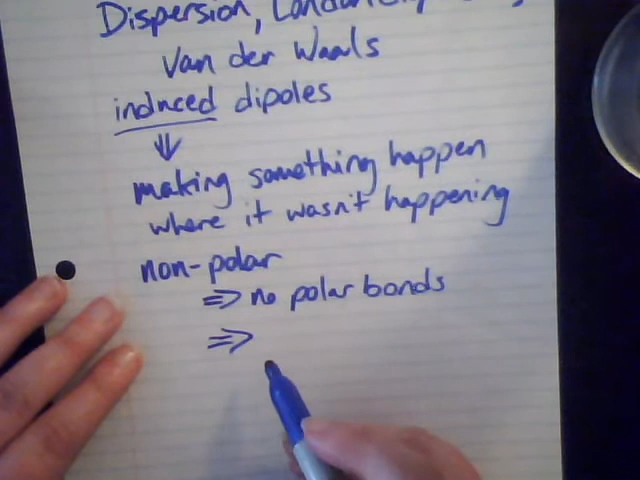 Dispersion,
Van der Waals
induced dipoles
⇓
making something happen
where it wasn't happening
non-polar
⇒ no polar bonds
⇒